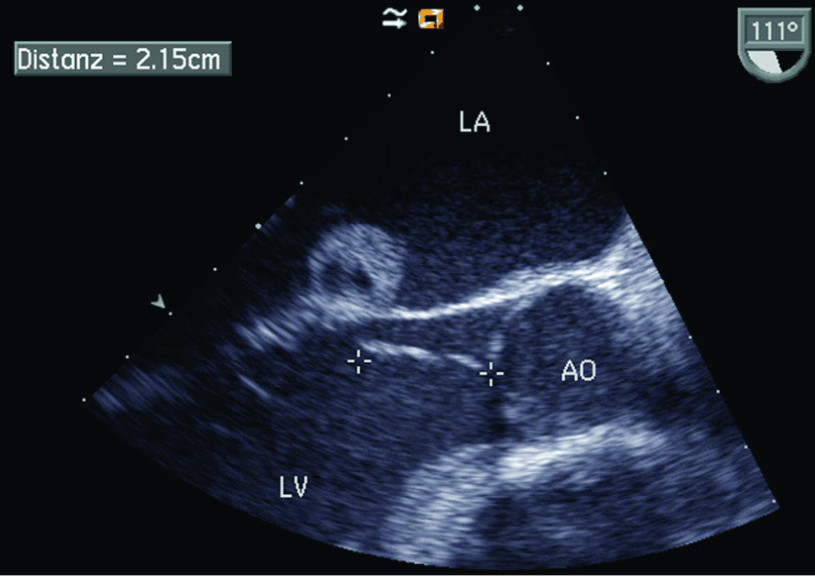 111°
Distanz = 2.15cm
LA
AO
LV